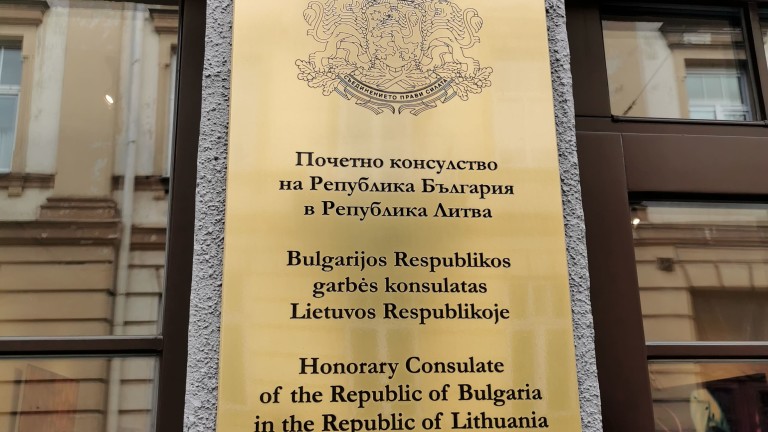 СЪЕДИНЕНИЕТО ПРАВИ СИЛАТА
Почетно консулство
на Република България
в Република Литва
Bulgarijos Respublikos
garbės konsulatas
Lietuvos Respublikoje
Honorary Consulate
of the Republic of Bulgaria
in the Republic of Lithuania